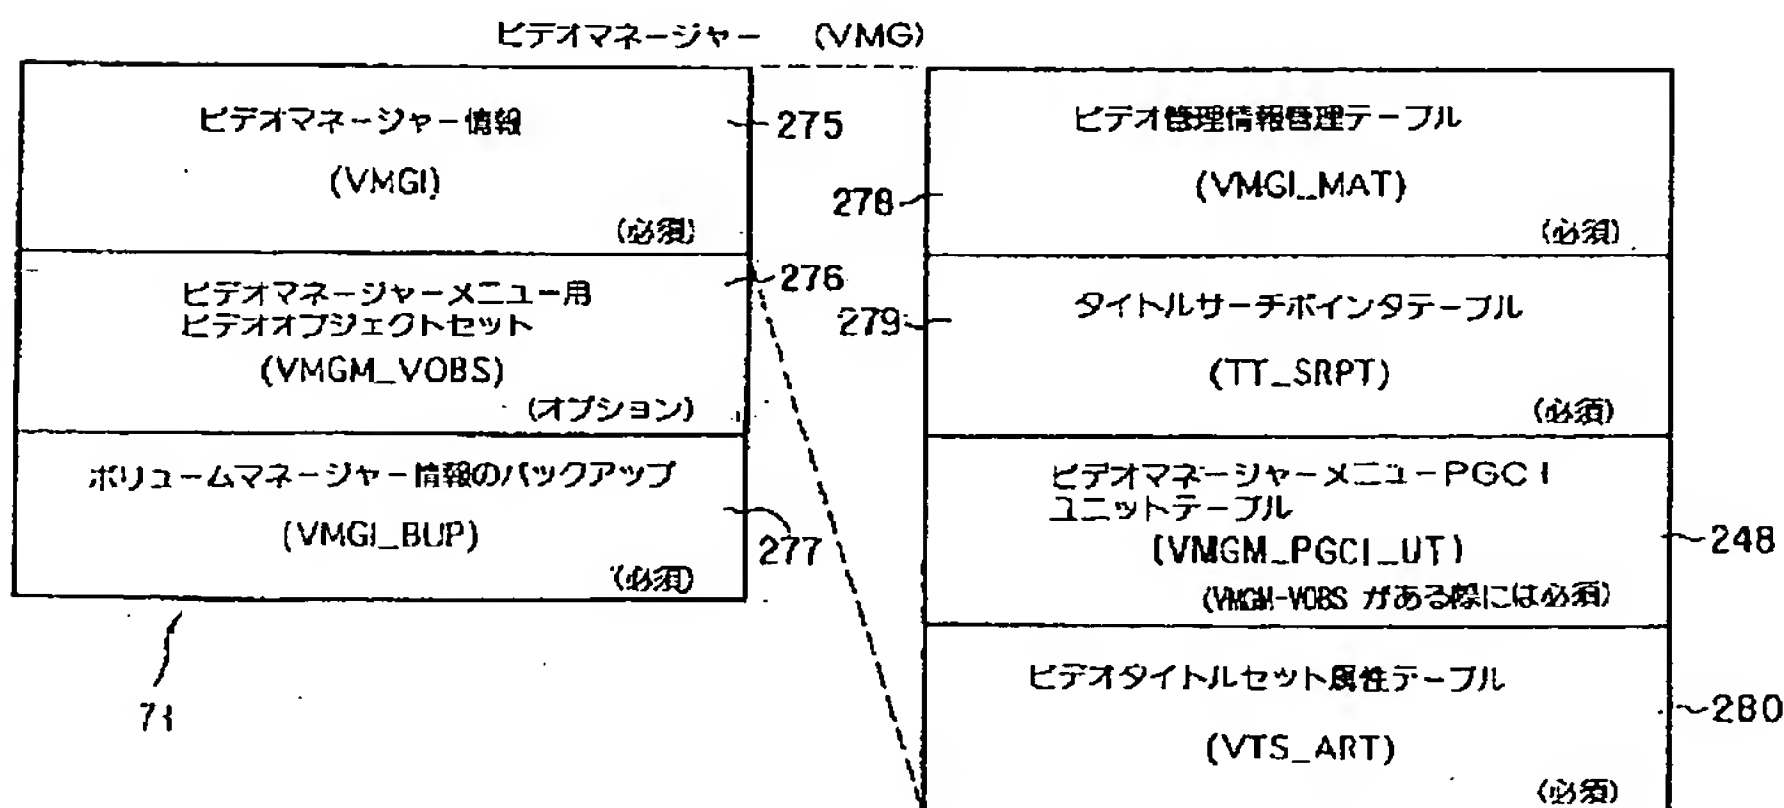 ビデオマネージャー (VMG)
ビデオマネージャー情報
(VMGI)
(必須)
275
ビデオマネージャーメニュー用
ビデオオブジェクトセット
(VMGM_VOBS)
(オプション)
276
ボリュームマネージャー情報のバックアップ
(VMGI_BUP)
(必須)
277
71
ビデオ管理情報管理テーブル
(VMGI_MAT)
(必須)
278
タイトルサーチポインタテーブル
(TT_SRPT)
(必須)
279
ビデオマネージャーメニューPGCI
ユニットテーブル
(VMGM_PGCI_UT)
(VMGM-VOBS がある際には必須)
248
ビデオタイトルセット属性テーブル
(VTS_ART)
(必須)
280